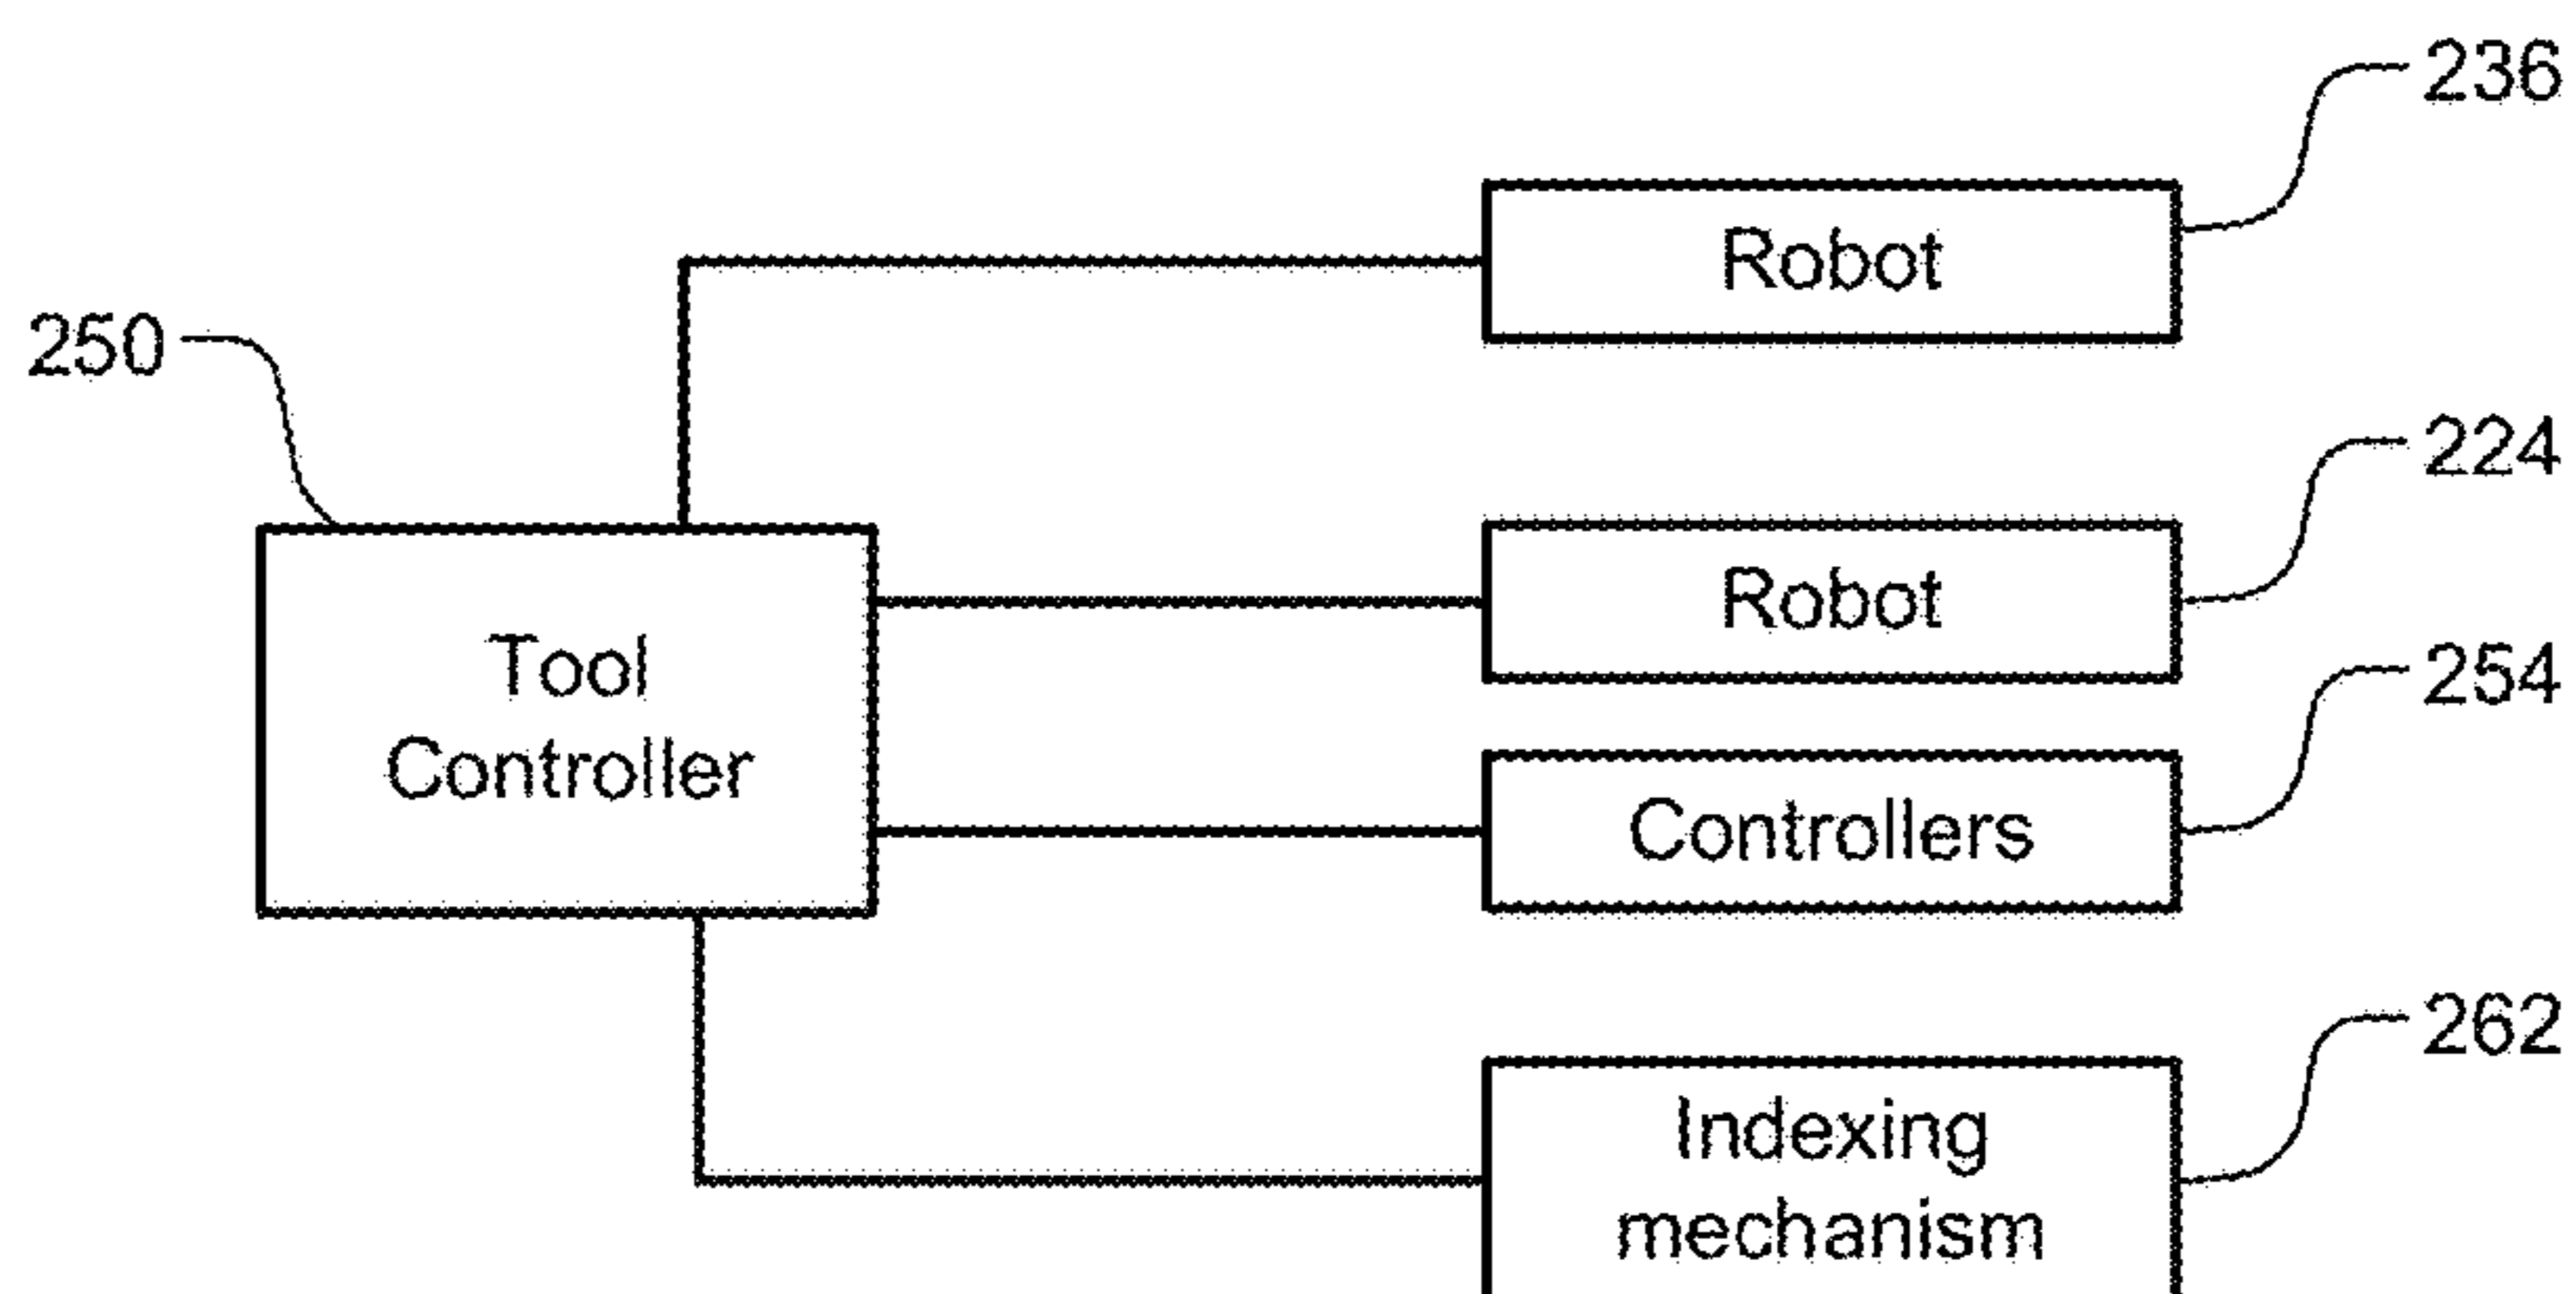 236
Robot
250
224
Robot
Tool
Controller
254
Controllers
262
Indexing
mechanism